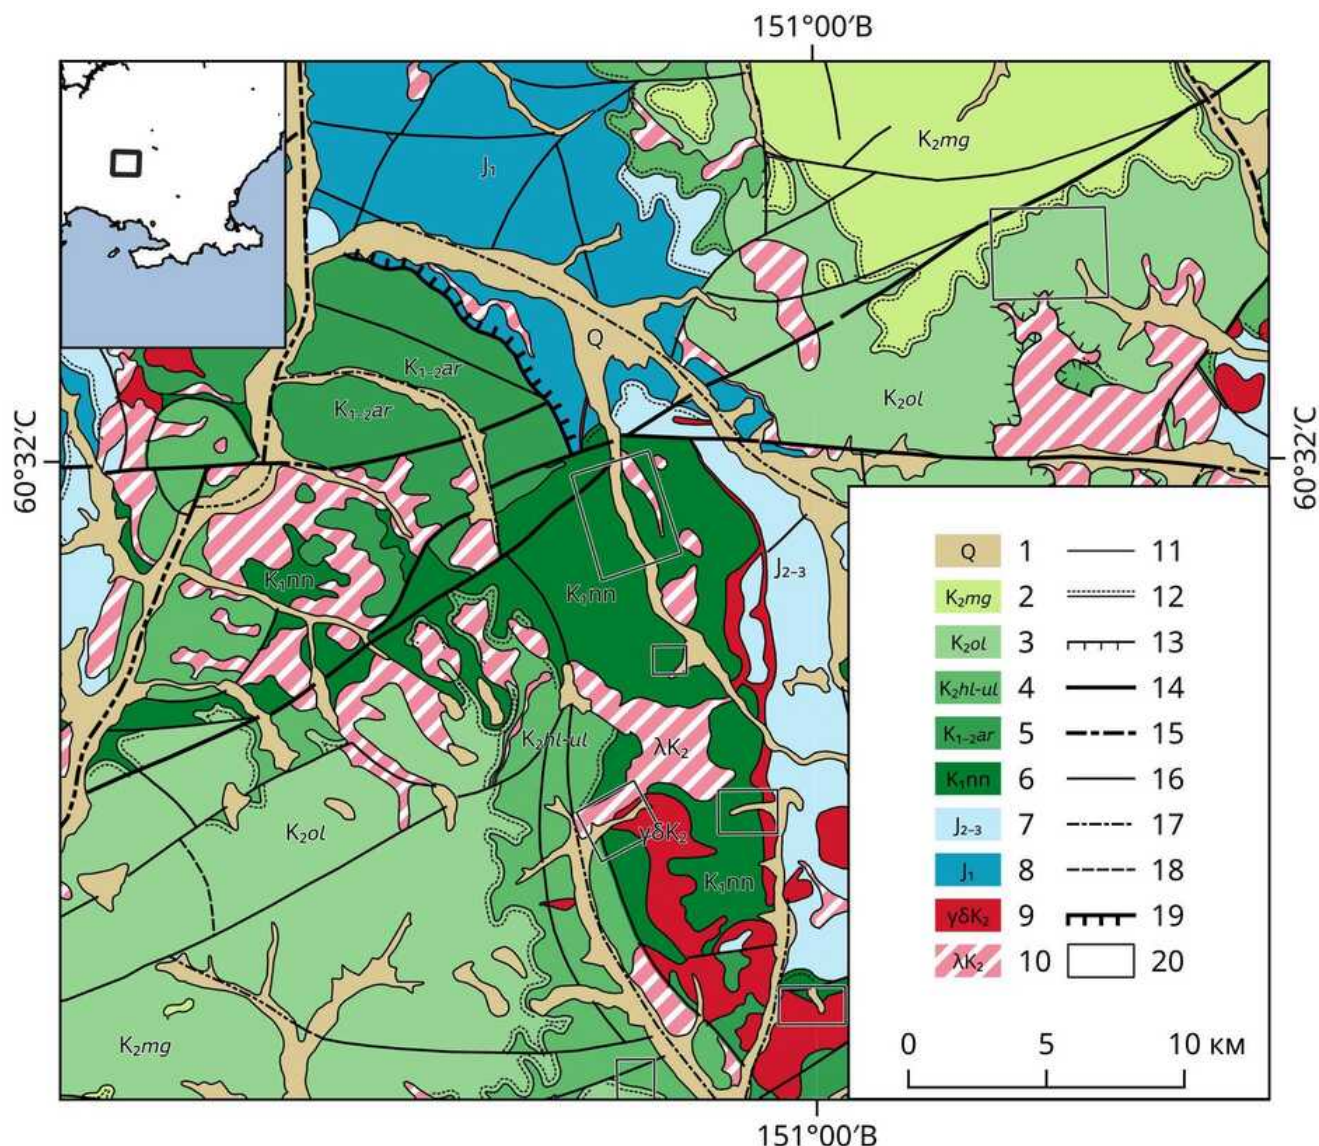 151°00′В
K₂mg
J₁
Q
K₁₋₂ar
K₁₋₂ar
K₂ol
60°32′С
60°32′С
K₁nn
K₁nn
J₂₋₃
K₂hl-ul
λK₂
K₂ol
γδK₂
K₁nn
K₂mg
Q 1 11
K₂mg 2 12
K₂ol 3 13
K₂hl-ul 4 14
K₁₋₂ar 5 15
K₁nn 6 16
J₂₋₃ 7 17
J₁ 8 18
γδK₂ 9 19
λK₂ 10 20
0 5 10 км
151°00′В